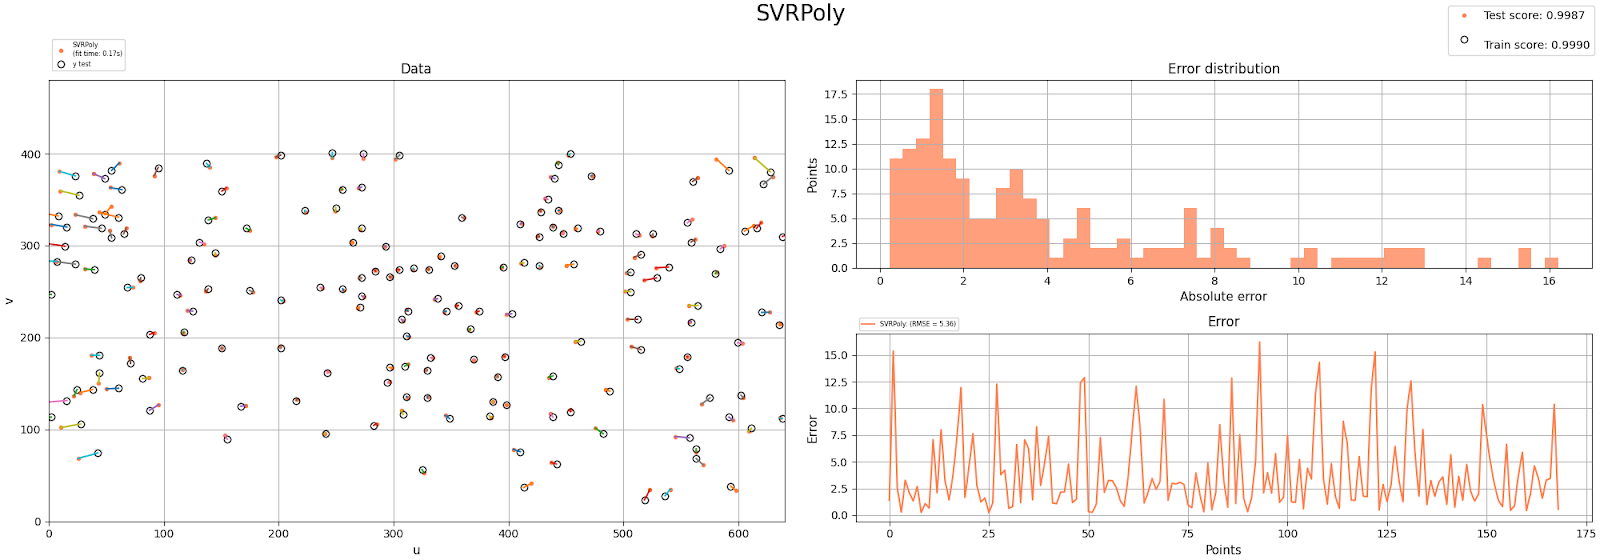 SVRPoly
Test score: 0.9987
Train score: 0.9990
SVRPoly
(fit time: 0.17s)
y test
Data
400
300
200
100
0
v
0 100 200 300 400 500 600
u
Error distribution
17.5
15.0
12.5
10.0
7.5
5.0
2.5
0.0
Points
0 2 4 6 8 10 12 14 16
Absolute error
SVRPoly: (RMSE = 5.36)
Error
15.0
12.5
10.0
7.5
5.0
2.5
0.0
Error
0 25 50 75 100 125 150 175
Points